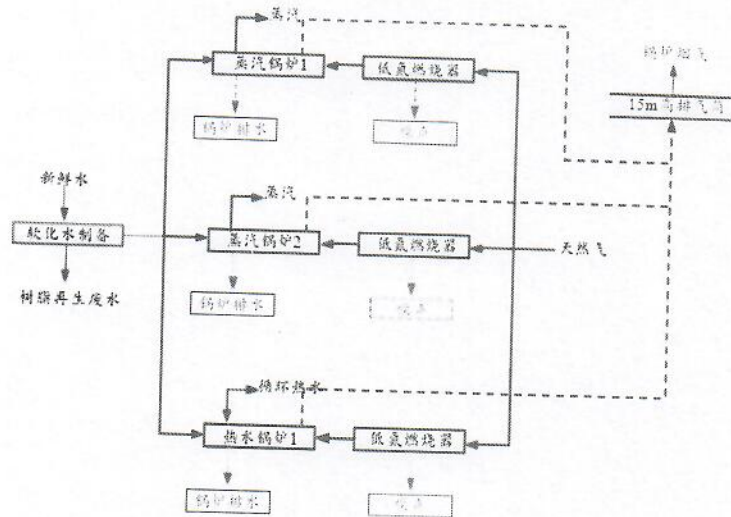 蒸汽
锅炉烟气
蒸汽锅炉1
低氮燃烧器
15m高排气筒
锅炉排水
噪声
新鲜水
蒸汽
软化水制备
蒸汽锅炉2
低氮燃烧器
天然气
树脂再生废水
锅炉排水
噪声
循环热水
热水锅炉1
低氮燃烧器
锅炉排水
噪声